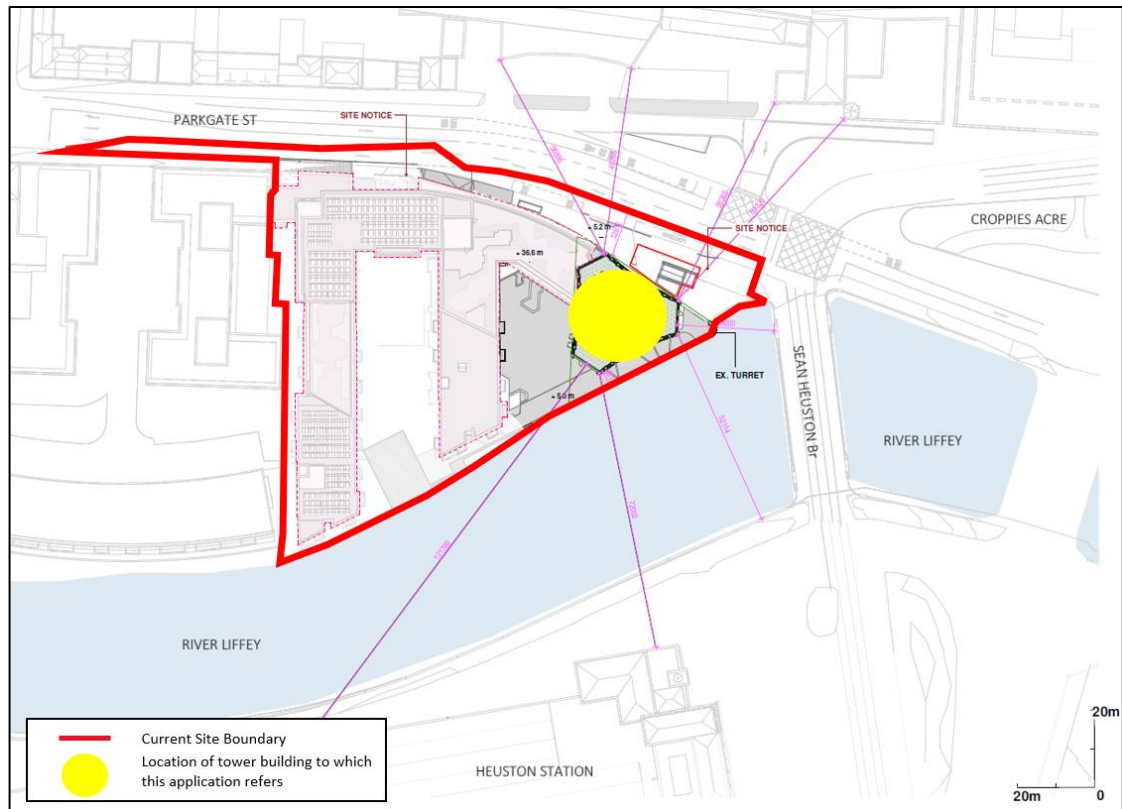 PARKGATE ST
SITE NOTICE
CROPPIES ACRE
+ 5.2 m
SITE NOTICE
+ 36.6 m
EX. TURRET
SEAN HEUSTON Br
RIVER LIFFEY
52114
7200
RIVER LIFFEY
HEUSTON STATION
Current Site Boundary
Location of tower building to which
this application refers
20m
20m
0